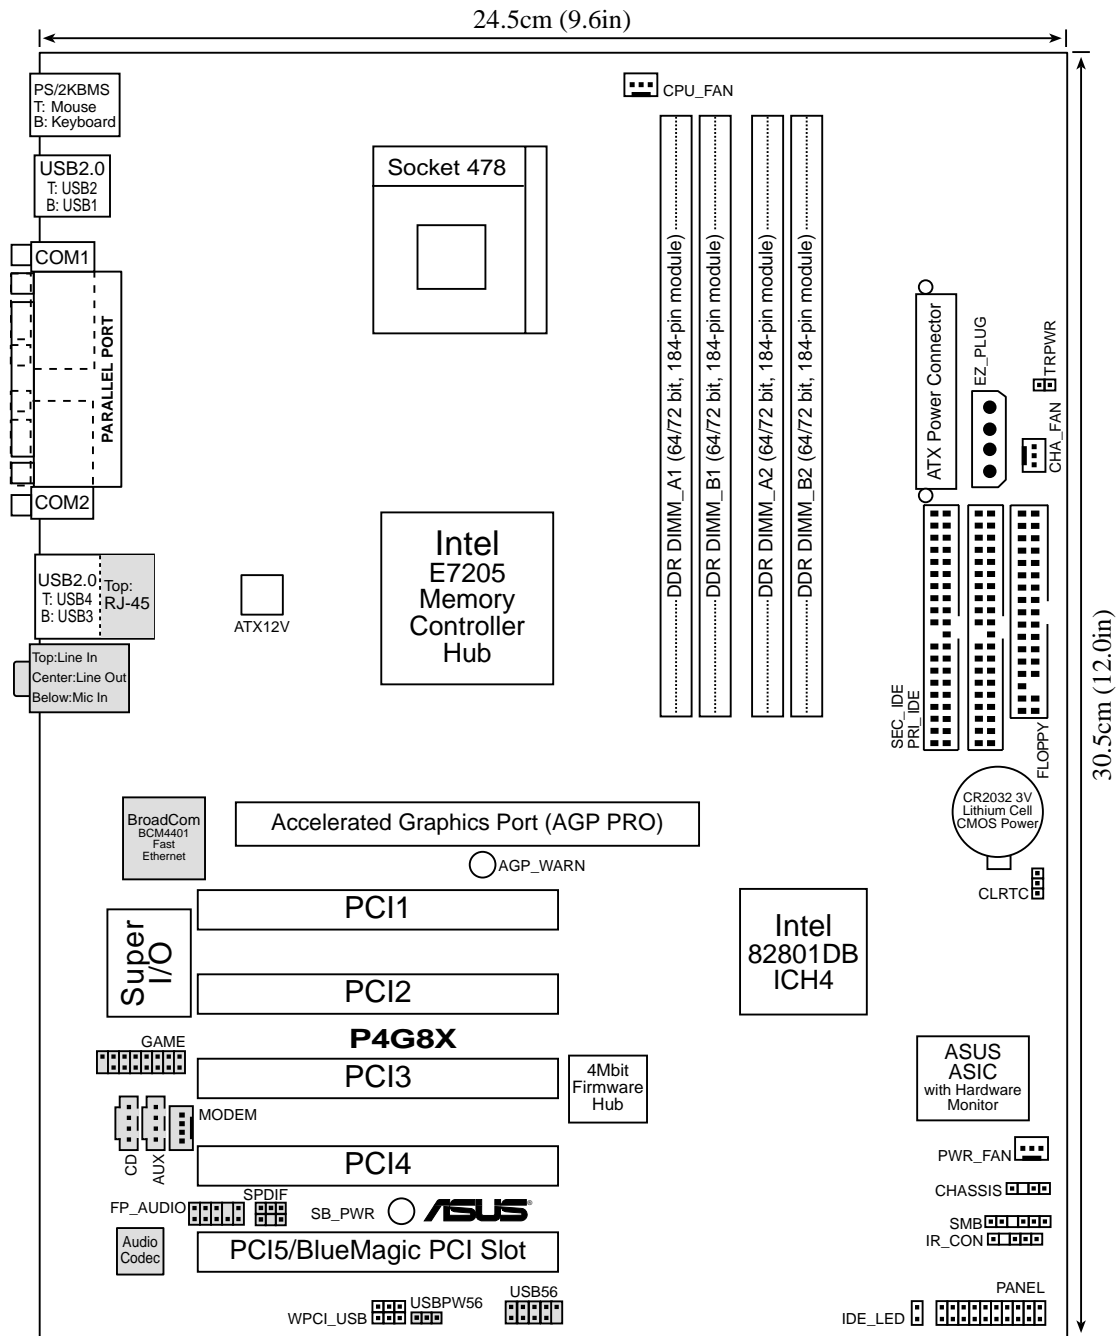 24.5cm (9.6in)
PS/2KBMS
T: Mouse
B: Keyboard
CPU_FAN
USB2.0
T: USB2
B: USB1
Socket 478
COM1
PARALLEL PORT
COM2
DDR DIMM_A1 (64/72 bit, 184-pin module)
DDR DIMM_B1 (64/72 bit, 184-pin module)
DDR DIMM_A2 (64/72 bit, 184-pin module)
DDR DIMM_B2 (64/72 bit, 184-pin module)
ATX Power Connector
EZ_PLUG
TRPWR
CHA_FAN
30.5cm (12.0in)
USB2.0
T: USB4
B: USB3
Top:
RJ-45
ATX12V
Intel
E7205
Memory
Controller
Hub
Top:Line In
Center:Line Out
Below:Mic In
SEC_IDE
PRI_IDE
FLOPPY
BroadCom
BCM4401
Fast
Ethernet
Accelerated Graphics Port (AGP PRO)
AGP_WARN
CR2032 3V
Lithium Cell
CMOS Power
CLRTC
PCI1
Super
I/O
PCI2
Intel
82801DB
ICH4
P4G8X
GAME
PCI3
4Mbit
Firmware
Hub
ASUS
ASIC
with Hardware
Monitor
MODEM
CD
AUX
PCI4
PWR_FAN
CHASSIS
SPDIF
FP_AUDIO
SB_PWR
ASUS®
SMB
IR_CON
Audio
Codec
PCI5/BlueMagic PCI Slot
USB56
USBPW56
WPCI_USB
PANEL
IDE_LED